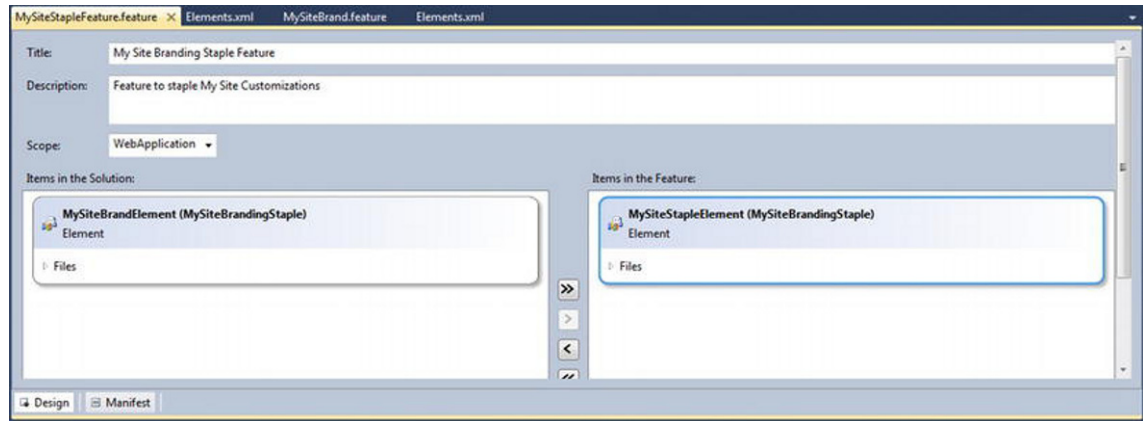 MySiteStapleFeature.feature Elements.xml MySiteBrand.feature Elements.xml
Title: My Site Branding Staple Feature
Description: Feature to staple My Site Customizations
Scope: WebApplication
Items in the Solution: Items in the Feature:
MySiteBrandElement (MySiteBrandingStaple)
Element
Files
MySiteStapleElement (MySiteBrandingStaple)
Element
Files
Design Manifest